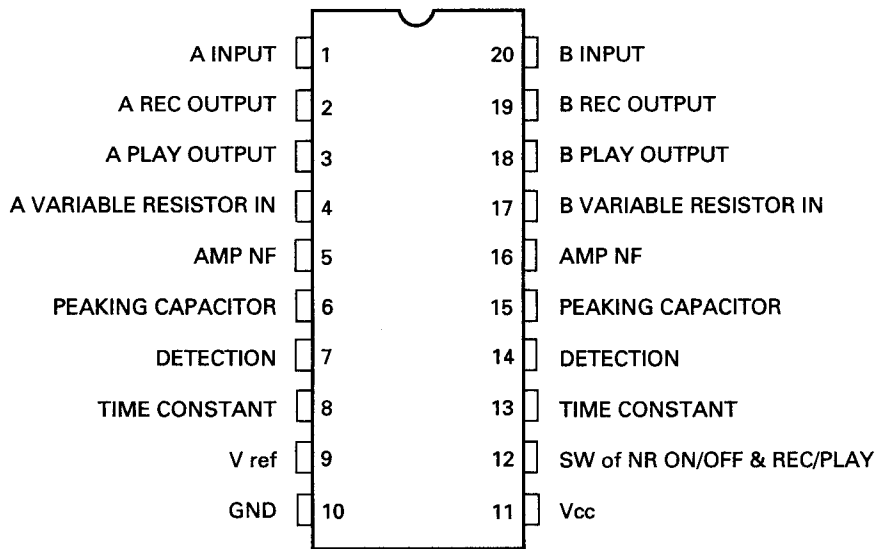 A INPUT 1 20 B INPUT
A REC OUTPUT 2 19 B REC OUTPUT
A PLAY OUTPUT 3 18 B PLAY OUTPUT
A VARIABLE RESISTOR IN 4 17 B VARIABLE RESISTOR IN
AMP NF 5 16 AMP NF
PEAKING CAPACITOR 6 15 PEAKING CAPACITOR
DETECTION 7 14 DETECTION
TIME CONSTANT 8 13 TIME CONSTANT
V ref 9 12 SW of NR ON/OFF & REC/PLAY
GND 10 11 Vcc